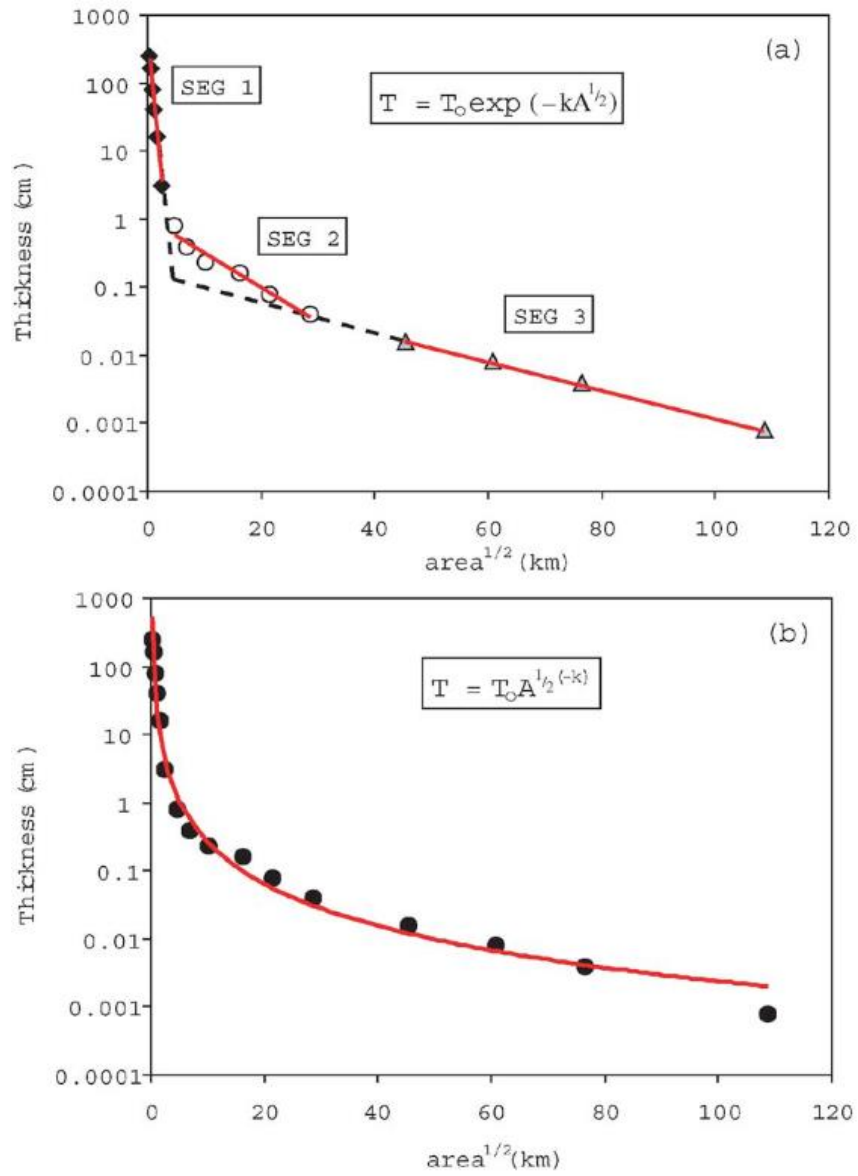 1000
(a)
SEG 1
T = T₀ exp (−kΛ^1/2)
100
10
1
SEG 2
0.1
SEG 3
0.01
0.001
0.0001
Thickness (cm)
0 20 40 60 80 100 120
area^1/2 (km)
1000
(b)
100
T = T₀A^1/2 (-k)
10
1
0.1
0.01
0.001
0.0001
Thickness (cm)
0 20 40 60 80 100 120
area^1/2 (km)